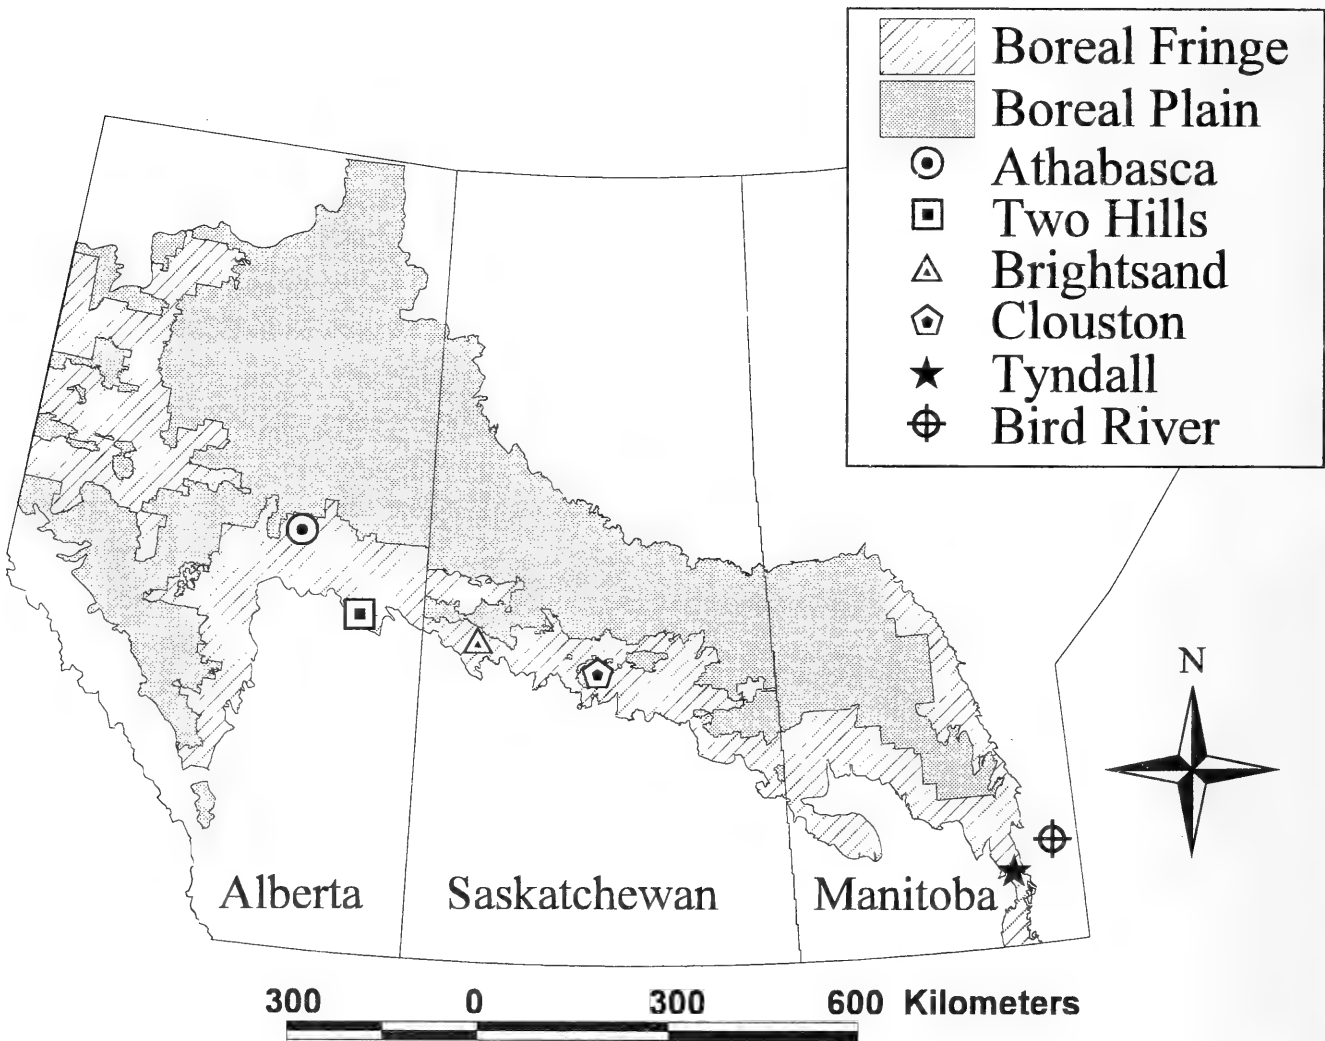 Boreal Fringe
Boreal Plain
Athabasca
Two Hills
Brightsand
Clouston
Tyndall
Bird River
N
Alberta
Saskatchewan
Manitoba
300 0 300 600 Kilometers